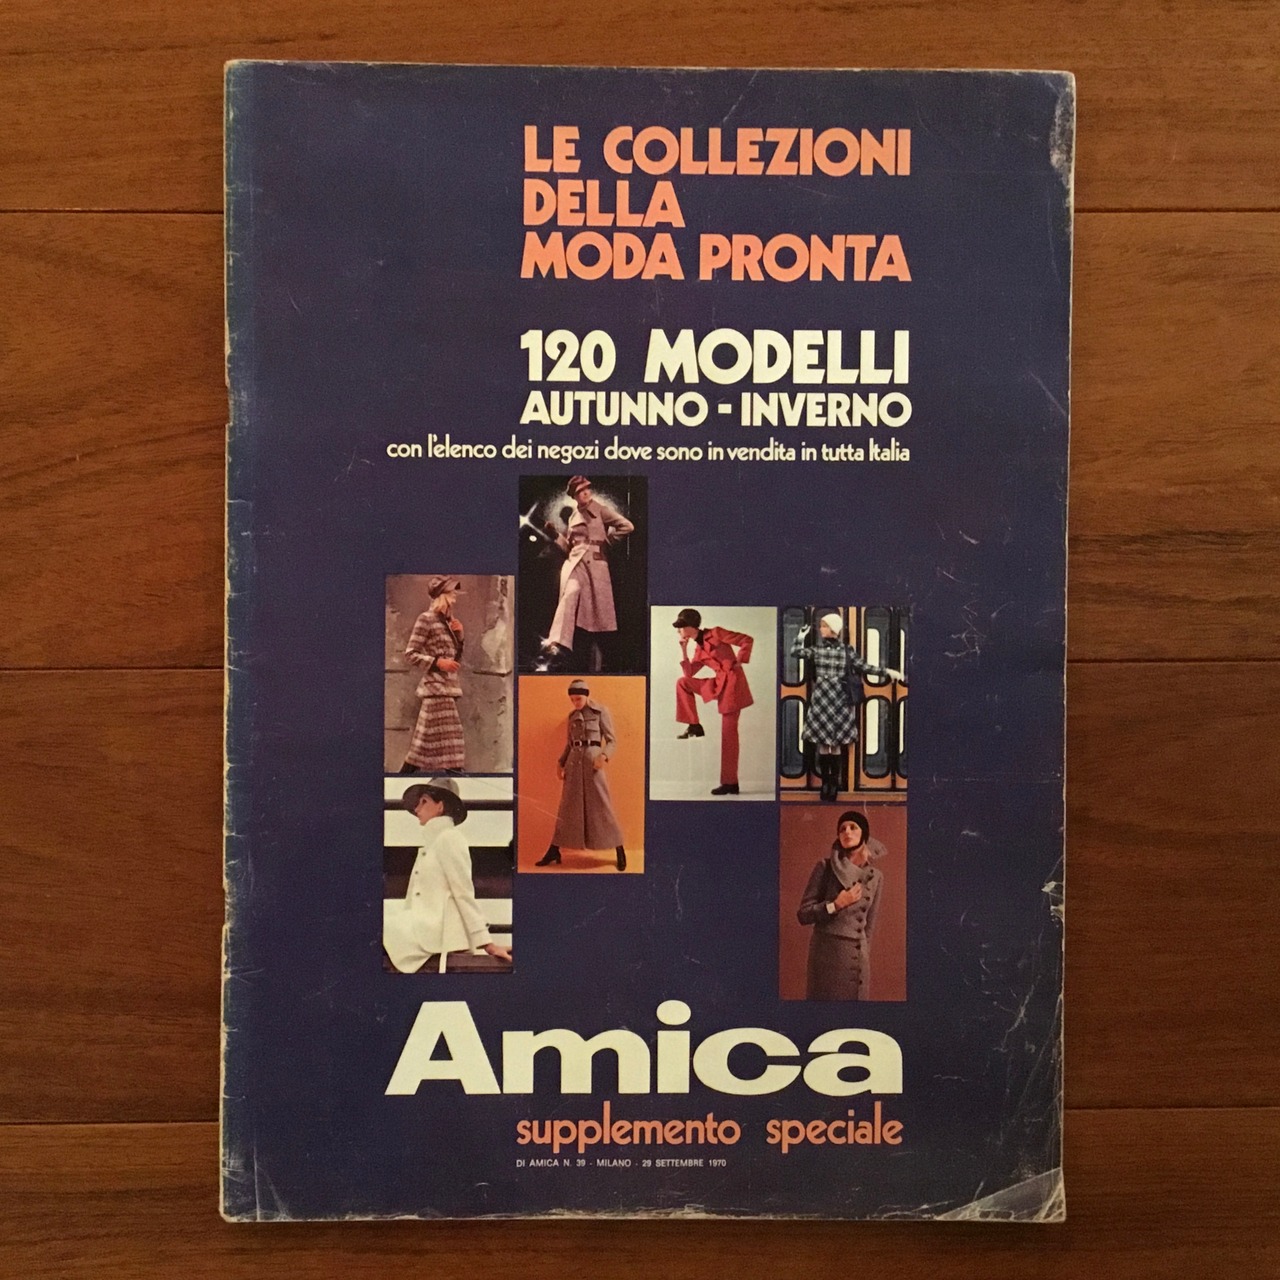 LE COLLEZIONI
DELLA
MODA PRONTA
120 MODELLI
AUTUNNO - INVERNO
con l'elenco dei negozi dove sono in vendita in tutta Italia
Amica
supplemento speciale
DI AMICA N. 39 - MILANO - 29 SETTEMBRE 1970